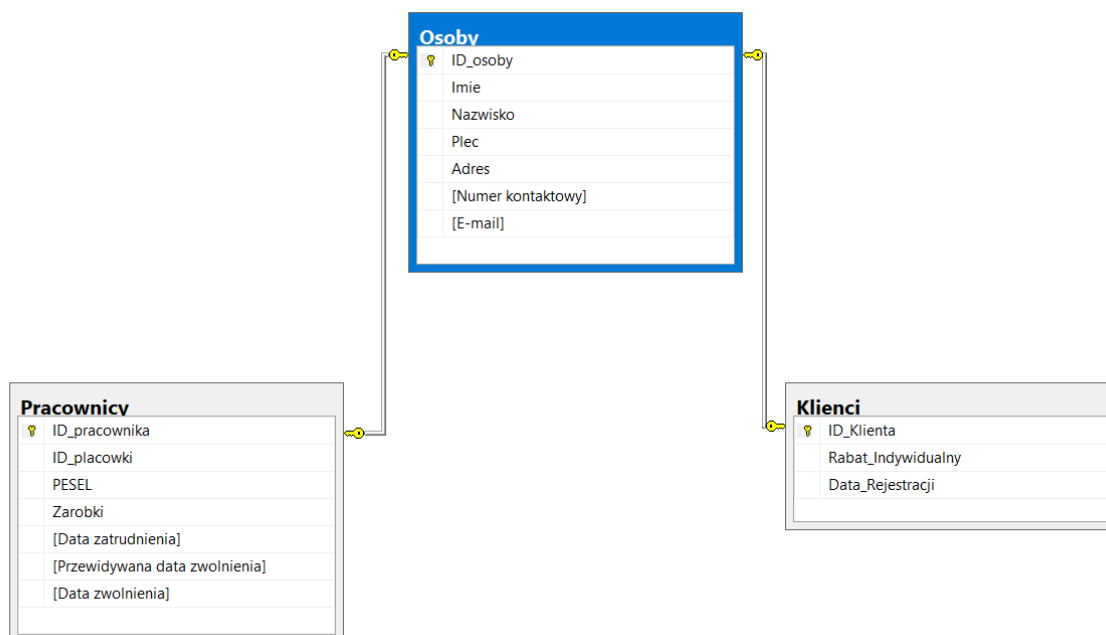 Osoby
ID_osoby
Imie
Nazwisko
Plec
Adres
[Numer kontaktowy]
[E-mail]
Pracownicy
ID_pracownika
ID_placowki
PESEL
Zarobki
[Data zatrudnienia]
[Przewidywana data zwolnienia]
[Data zwolnienia]
Klienci
ID_Klienta
Rabat_Indywidualny
Data_Rejestracji